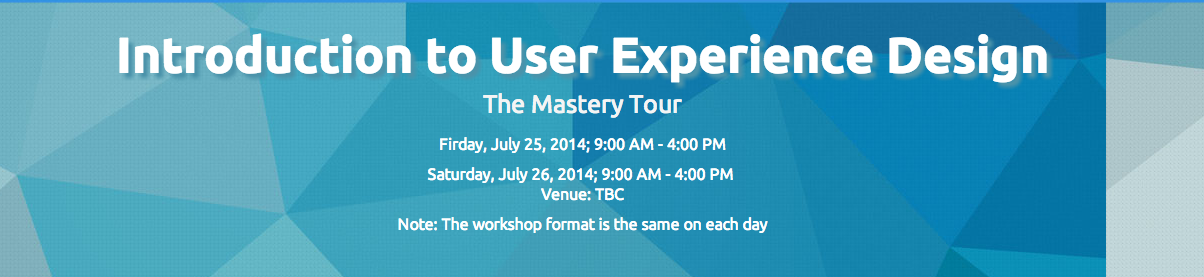 Introduction to User Experience Design
The Mastery Tour
Firday, July 25, 2014; 9:00 AM - 4:00 PM
Saturday, July 26, 2014; 9:00 AM - 4:00 PM
Venue: TBC
Note: The workshop format is the same on each day